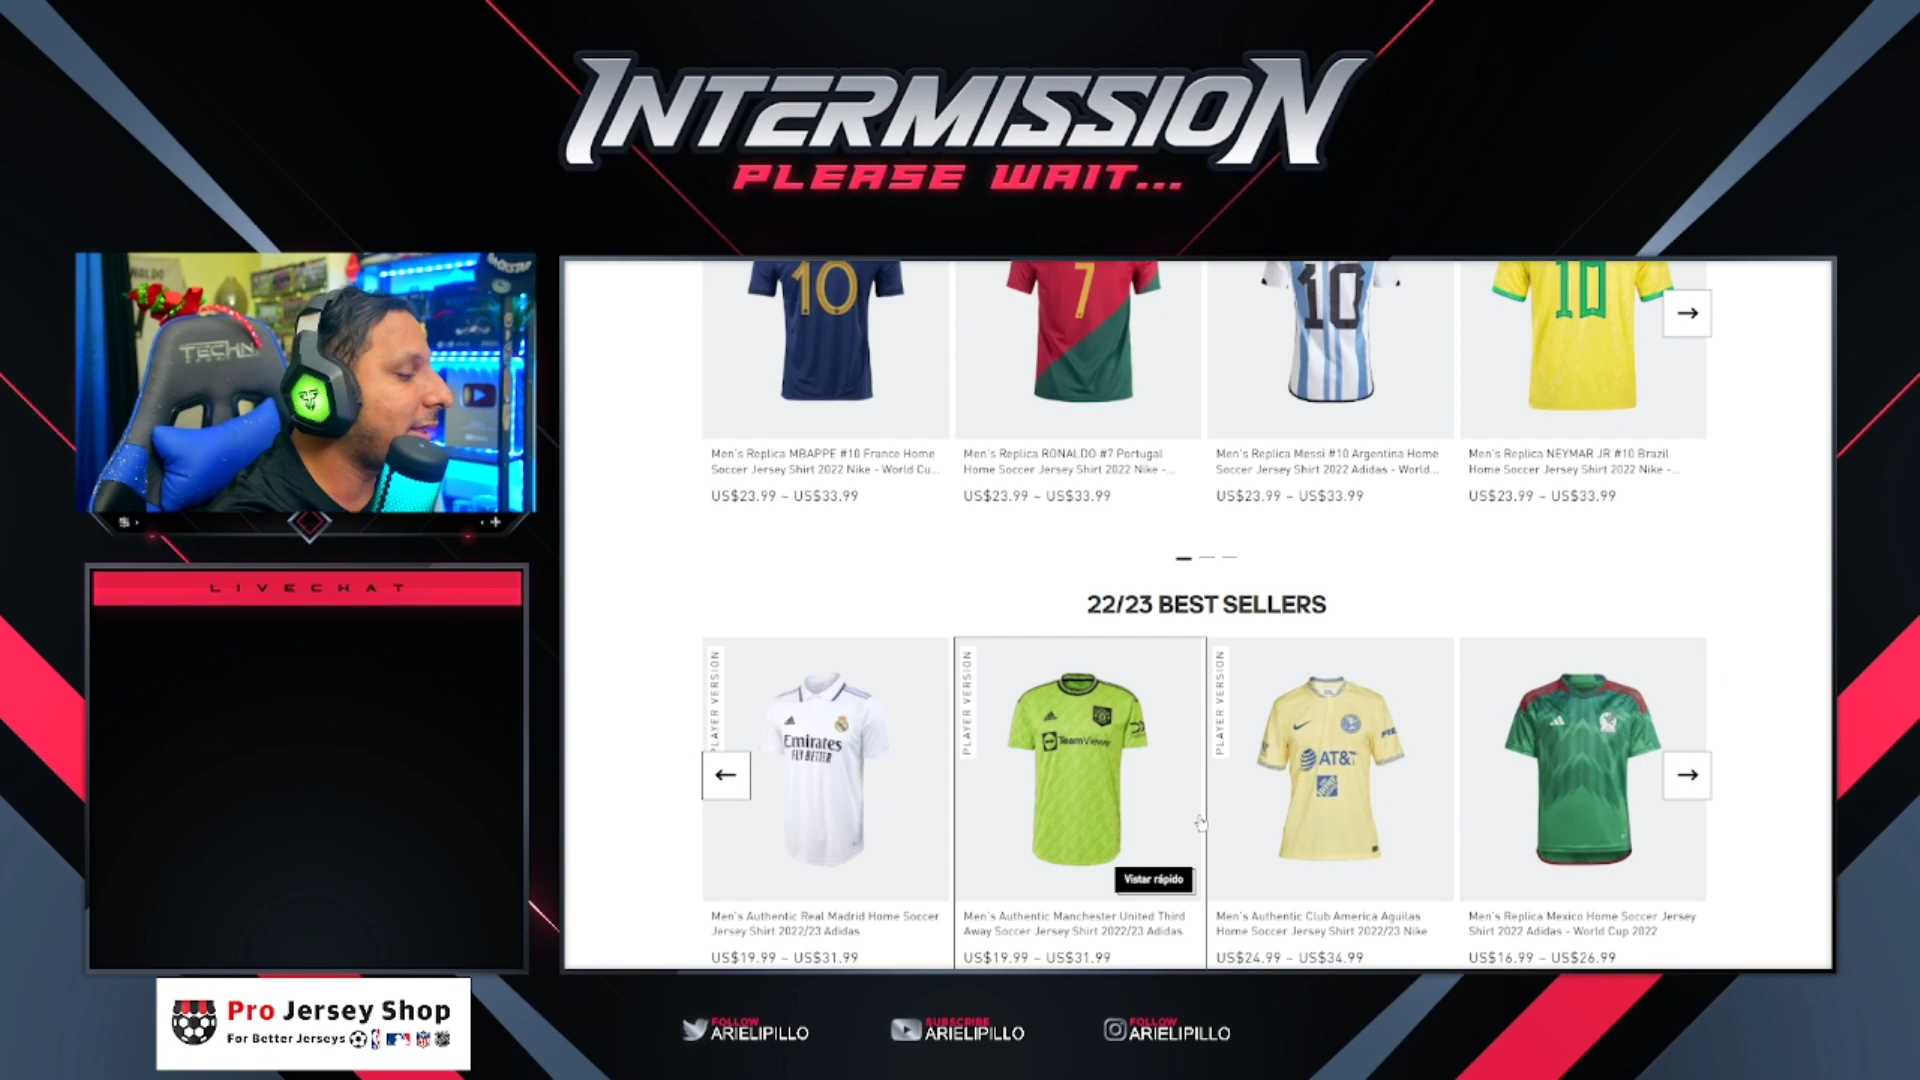 INTERMISSION
PLEASE WAIT...
TECHN
10
7
10
10
Men's Replica MBAPPE #10 France Home
Soccer Jersey Shirt 2022 Nike - World Cu...
US$23.99 ~ US$33.99
Men's Replica RONALDO #7 Portugal
Home Soccer Jersey Shirt 2022 Nike -...
US$23.99 ~ US$33.99
Men's Replica Messi #10 Argentina Home
Soccer Jersey Shirt 2022 Adidas - World...
US$23.99 ~ US$33.99
Men's Replica NEYMAR JR #10 Brazil
Home Soccer Jersey Shirt 2022 Nike -...
US$23.99 ~ US$33.99
22/23 BEST SELLERS
PLAYER VERSION
Emirates
FLY BETTER
PLAYER VERSION
TeamViewer
Vistar rápido
PLAYER VERSION
AT&T
Men's Authentic Real Madrid Home Soccer
Jersey Shirt 2022/23 Adidas
US$19.99 ~ US$31.99
Men's Authentic Manchester United Third
Away Soccer Jersey Shirt 2022/23 Adidas
US$19.99 ~ US$31.99
Men's Authentic Club America Aguilas
Home Soccer Jersey Shirt 2022/23 Nike
US$24.99 ~ US$34.99
Men's Replica Mexico Home Soccer Jersey
Shirt 2022 Adidas - World Cup 2022
US$16.99 ~ US$26.99
LIVECHAT
Pro Jersey Shop
For Better Jerseys
FOLLOW
ARIELIPILLO
SUBSCRIBE
ARIELIPILLO
FOLLOW
ARIELIPILLO